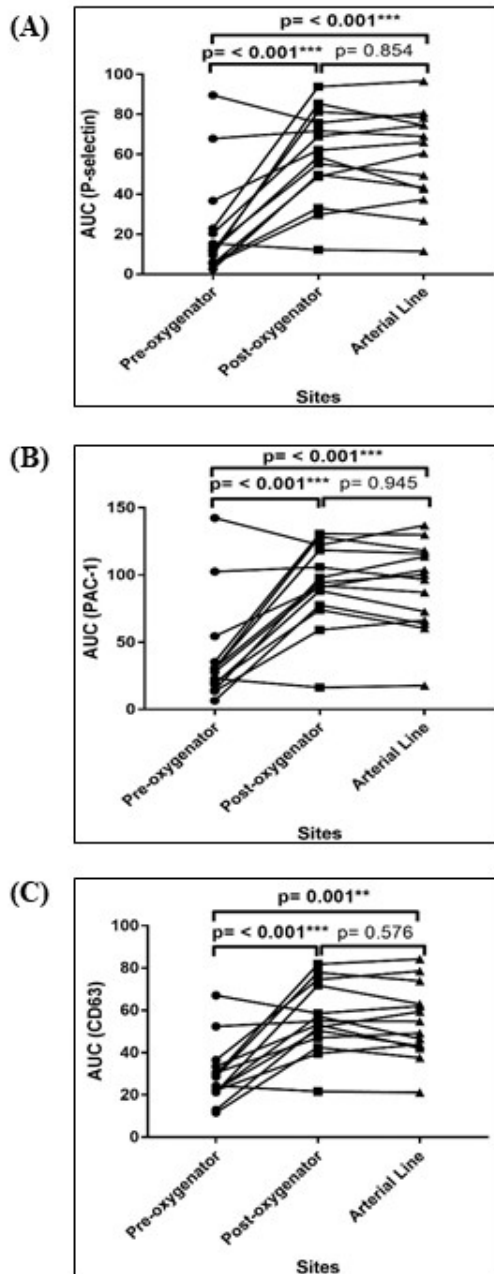 (A)
p= < 0.001***
p= < 0.001*** p= 0.854
AUC (P-selectin)
100
80
60
40
20
0
Pre-oxygenator
Post-oxygenator
Arterial Line
Sites
(B)
p= < 0.001***
p= < 0.001*** p= 0.945
AUC (PAC-1)
150
100
50
0
Pre-oxygenator
Post-oxygenator
Arterial Line
Sites
(C)
p= 0.001**
p= < 0.001*** p= 0.576
AUC (CD63)
100
80
60
40
20
0
Pre-oxygenator
Post-oxygenator
Arterial Line
Sites